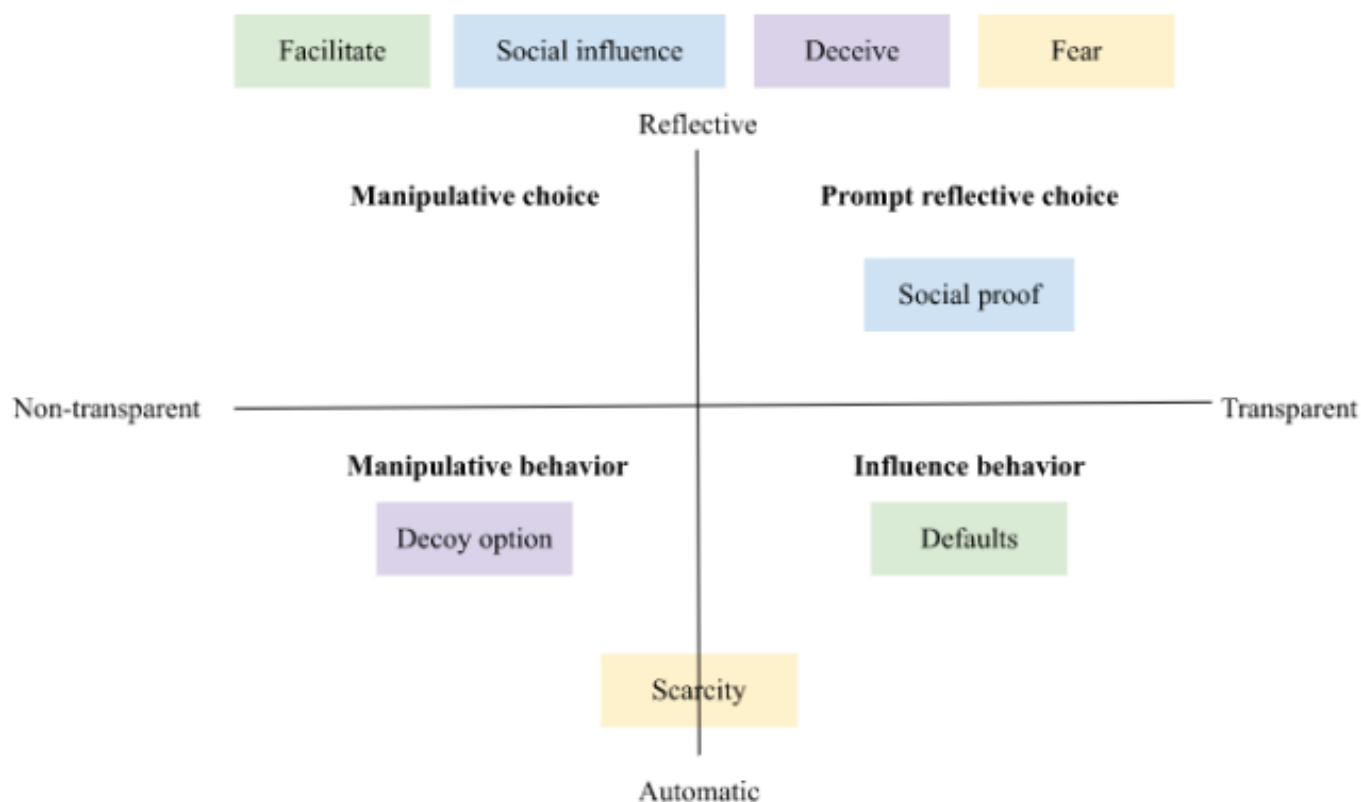 Facilitate
Social influence
Deceive
Fear
Reflective
Manipulative choice
Prompt reflective choice
Social proof
Non-transparent
Transparent
Manipulative behavior
Influence behavior
Decoy option
Defaults
Scarcity
Automatic